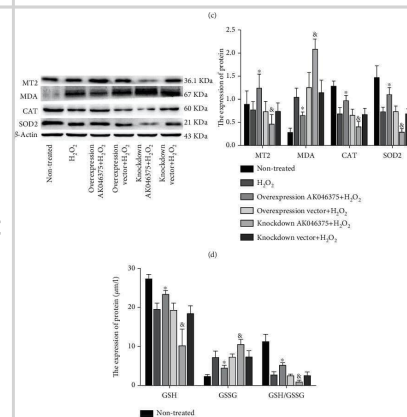 (c)
MT2
MDA
CAT
SOD2
β-Actin
36.1 KDa
67 KDa
60 KDa
21 KDa
43 KDa
Non-treated
H2O2
Overexpression
AK046375+H2O2
Overexpression
vector+H2O2
Knockdown
AK046375+H2O2
Knockdown
vector+H2O2
The expression of protein
2.5
2.0
1.5
1.0
0.5
0.0
*
&
*
&
*
&
*
&
MT2 MDA CAT SOD2
Non-treated
H2O2
Overexpression AK046375+H2O2
Overexpression vector+H2O2
Knockdown AK046375+H2O2
Knockdown vector+H2O2
(d)
The expression of protein (μm/l)
30
20
10
0
*
&
*
&
*
&
GSH GSSG GSH/GSSG
Non-treated